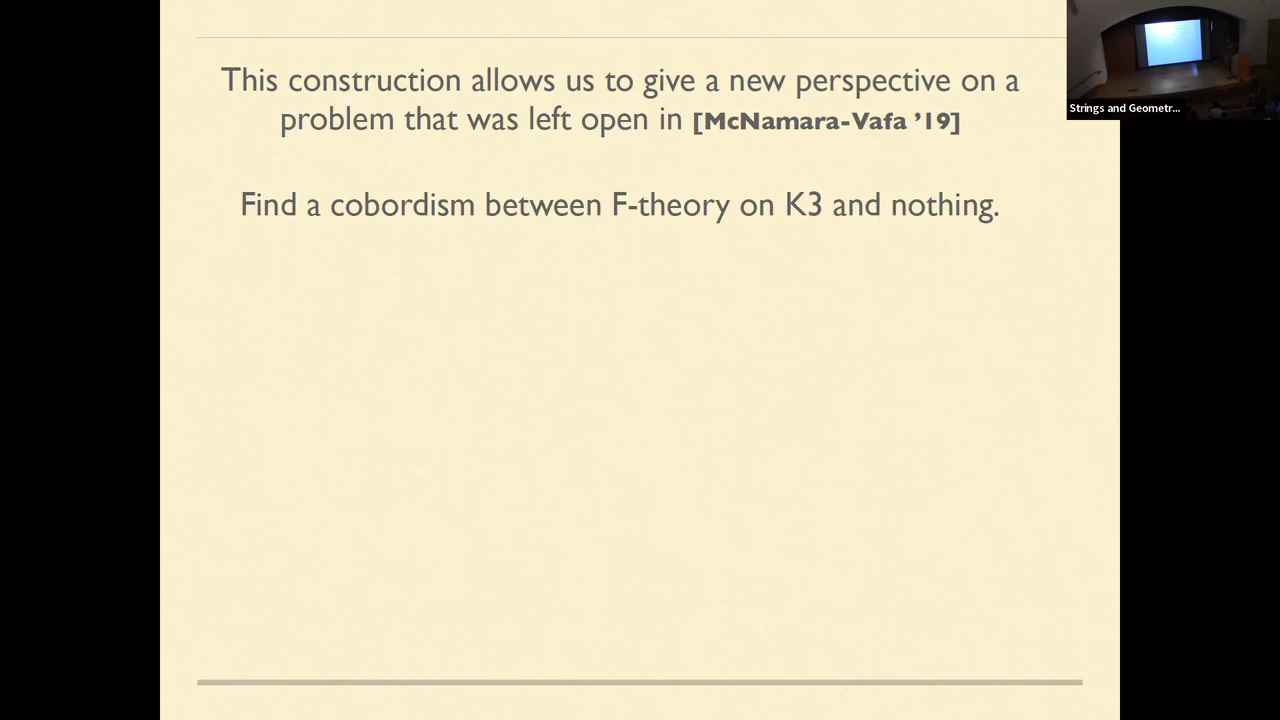 This construction allows us to give a new perspective on a
problem that was left open in [McNamara-Vafa ’19]
Find a cobordism between F-theory on K3 and nothing.
Strings and Geometr...